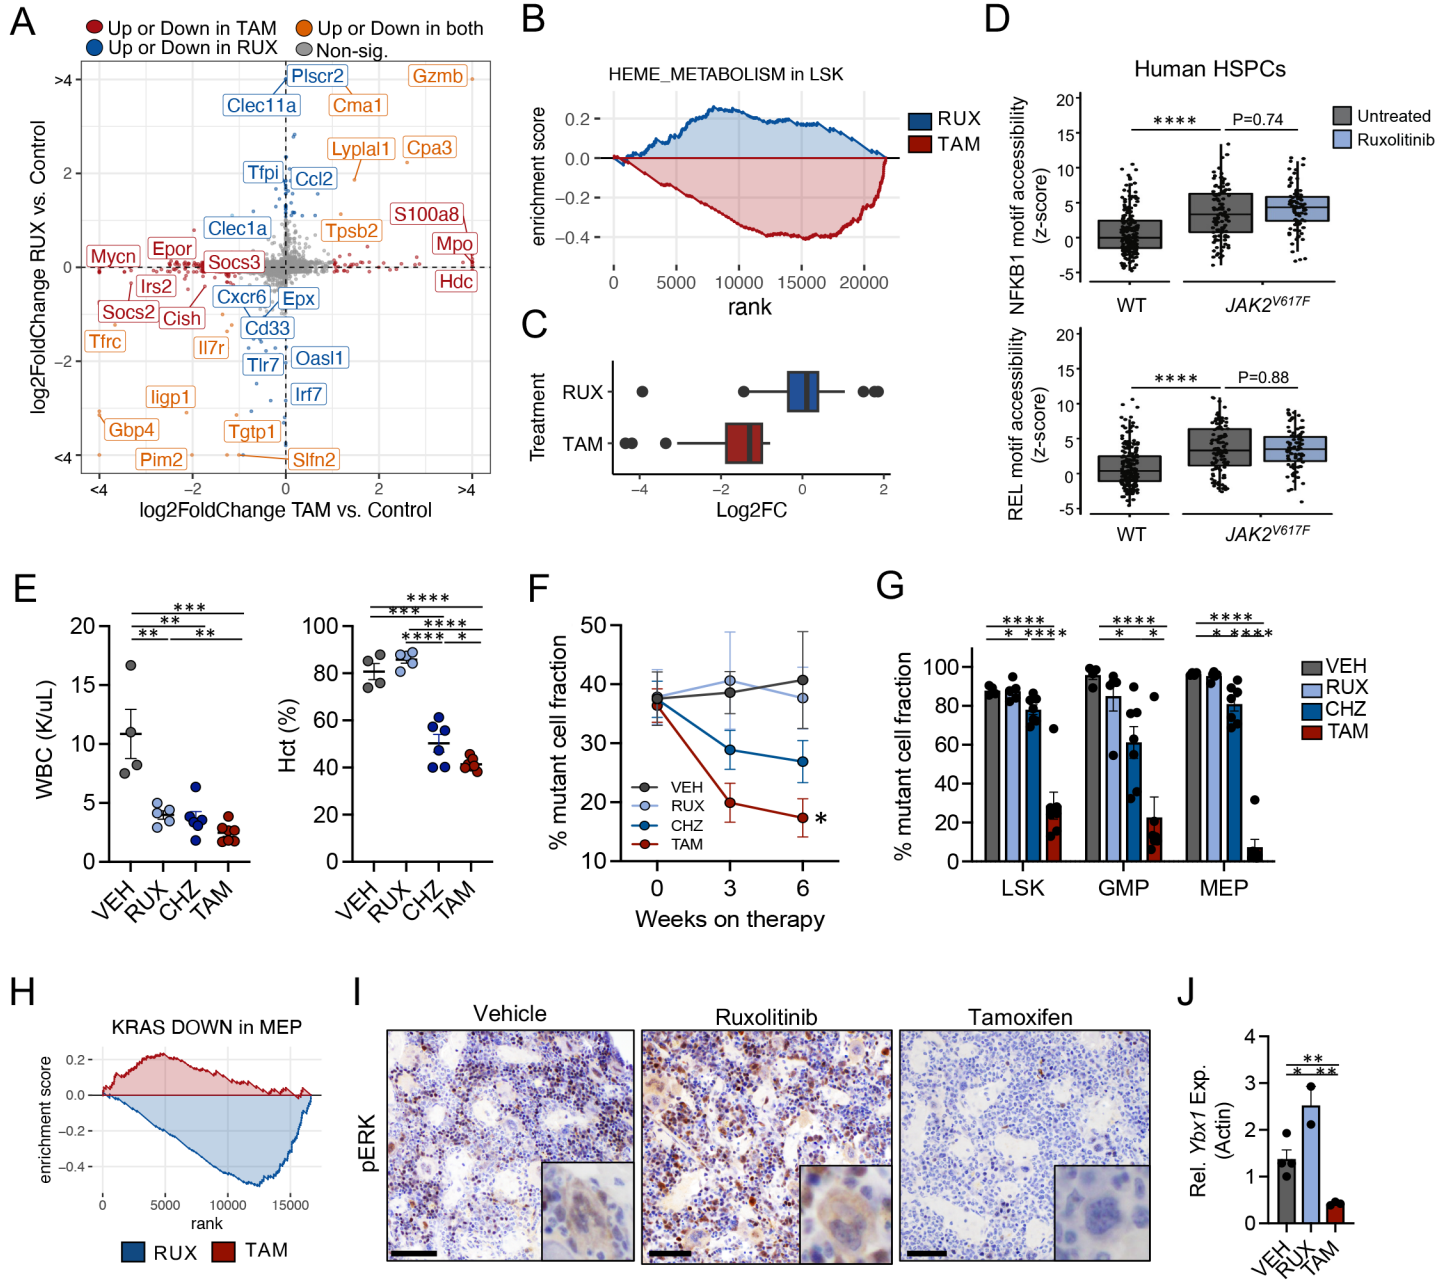 A
Up or Down in TAM
Up or Down in both
Up or Down in RUX
Non-sig.
log2FoldChange RUX vs. Control
>4
2
0
−2
<4
Plscr2
Gzmb
Clec11a
Cma1
Lyplal1
Cpa3
Tfpi
Ccl2
S100a8
Clec1a
Tpsb2
Mycn
Epor
Socs3
Mpo
Irs2
Hdc
Cxcr6
Epx
Socs2
Cish
Cd33
Tfrc
Il7r
Tlr7
Oasl1
Iigp1
Irf7
Gbp4
Tgtp1
Pim2
Slfn2
<4
−2
0
2
>4
log2FoldChange TAM vs. Control
B
HEME_METABOLISM in LSK
enrichment score
0.2
0.0
−0.2
−0.4
RUX
TAM
0
5000
10000
15000
20000
rank
C
Treatment
RUX
TAM
−4
−2
0
2
Log2FC
D
Human HSPCs
NFKB1 motif accessibility
(z-score)
20
15
10
5
0
-5
****
P=0.74
Untreated
Ruxolitinib
WT
JAK2V617F
REL motif accessibility
(z-score)
20
15
10
5
0
-5
****
P=0.88
WT
JAK2V617F
E
WBC (K/uL)
20
15
10
5
0
***
**
**
**
VEH
RUX
CHZ
TAM
Hct (%)
100
80
60
40
20
0
****
***
****
****
*
VEH
RUX
CHZ
TAM
F
% mutant cell fraction
50
40
30
20
10
VEH
RUX
CHZ
TAM
*
0
3
6
Weeks on therapy
G
% mutant cell fraction
100
80
60
40
20
0
****
*
****
****
*
*
****
*
****
VEH
RUX
CHZ
TAM
LSK
GMP
MEP
H
KRAS DOWN in MEP
enrichment score
0.2
0.0
−0.2
−0.4
0
5000
10000
15000
rank
RUX
TAM
I
Vehicle
Ruxolitinib
Tamoxifen
pERK
J
Rel. Ybx1 Exp.
(Actin)
4
3
2
1
0
**
*
**
VEH
RUX
TAM